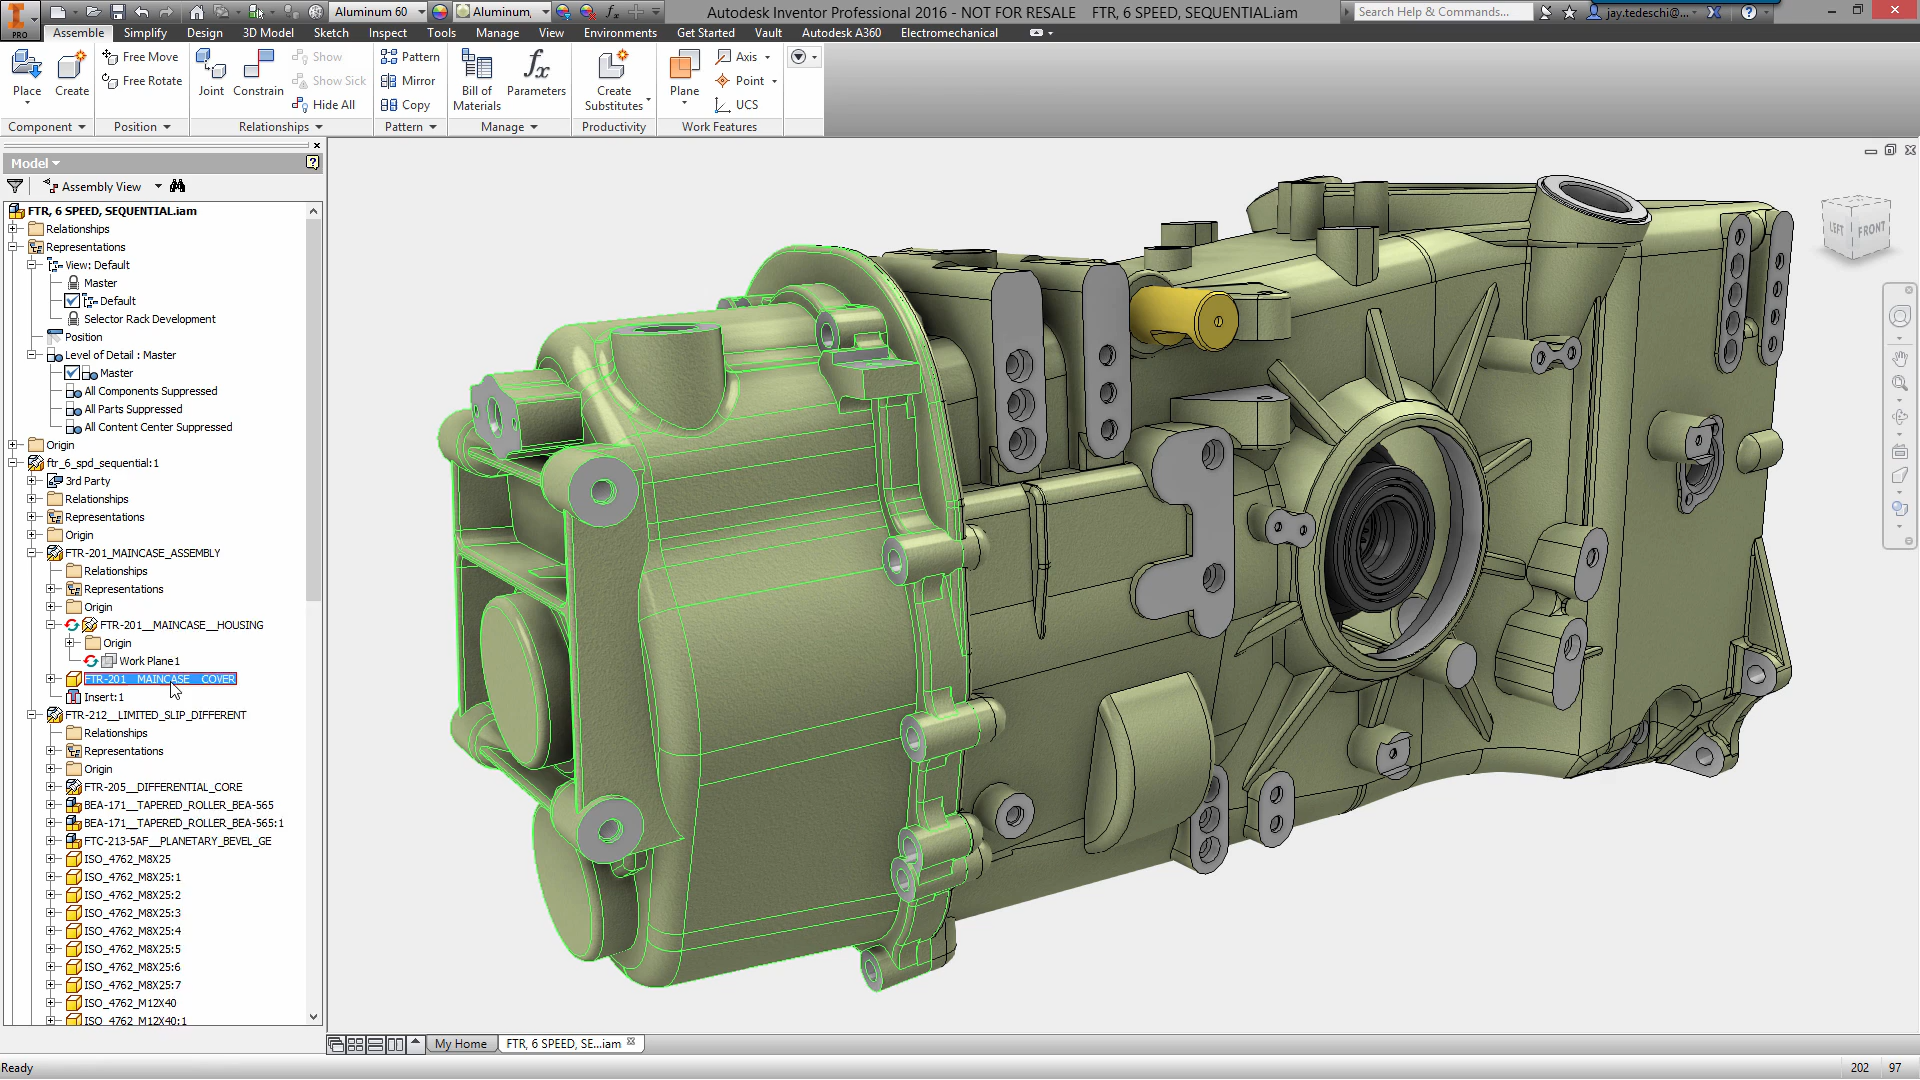 Aluminum 60
Aluminum,
Autodesk Inventor Professional 2016 - NOT FOR RESALE FTR, 6 SPEED, SEQUENTIAL.iam
Search Help & Commands...
jay.tedeschi@...
PRO
Assemble Simplify Design 3D Model Sketch Inspect Tools Manage View Environments Get Started Vault Autodesk A360 Electromechanical
Place
Create
Free Move
Free Rotate
Joint
Constrain
Show
Show Sick
Hide All
Pattern
Mirror
Copy
Bill of
Materials
Parameters
Create
Substitutes
Plane
Axis
Point
UCS
Component Position Relationships Pattern Manage Productivity Work Features
Model
Assembly View
FTR, 6 SPEED, SEQUENTIAL.iam
Relationships
Representations
View: Default
Master
Default
Selector Rack Development
Position
Level of Detail : Master
Master
All Components Suppressed
All Parts Suppressed
All Content Center Suppressed
Origin
ftr_6_spd_sequential:1
3rd Party
Relationships
Representations
Origin
FTR-201_MAINCASE_ASSEMBLY
Relationships
Representations
Origin
FTR-201__MAINCASE__HOUSING
Origin
Work Plane1
FTR-201__MAINCASE__COVER
Insert:1
FTR-212__LIMITED_SLIP_DIFFERENT
Relationships
Representations
Origin
FTR-205__DIFFERENTIAL_CORE
BEA-171__TAPERED_ROLLER_BEA-565
BEA-171__TAPERED_ROLLER_BEA-565:1
FTC-213-5AF__PLANETARY_BEVEL_GE
ISO_4762_M8X25
ISO_4762_M8X25:1
ISO_4762_M8X25:2
ISO_4762_M8X25:3
ISO_4762_M8X25:4
ISO_4762_M8X25:5
ISO_4762_M8X25:6
ISO_4762_M8X25:7
ISO_4762_M12X40
ISO_4762_M12X40:1
LEFT FRONT
My Home
FTR, 6 SPEED, SE...iam
Ready
202 97